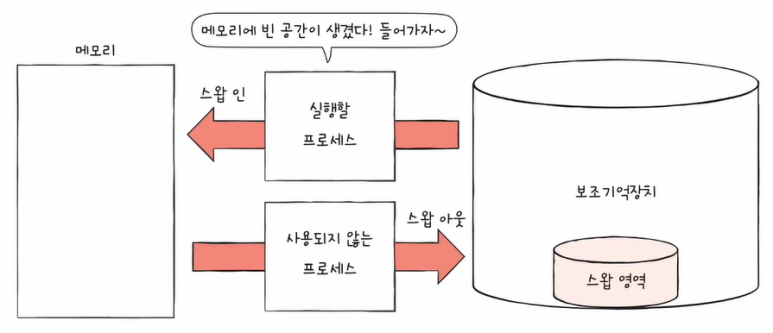 메모리에 빈 공간이 생겼다! 들어가자~
메모리
스왑 인
실행할
프로세스
보조기억장치
스왑 아웃
사용되지 않는
프로세스
스왑 영역